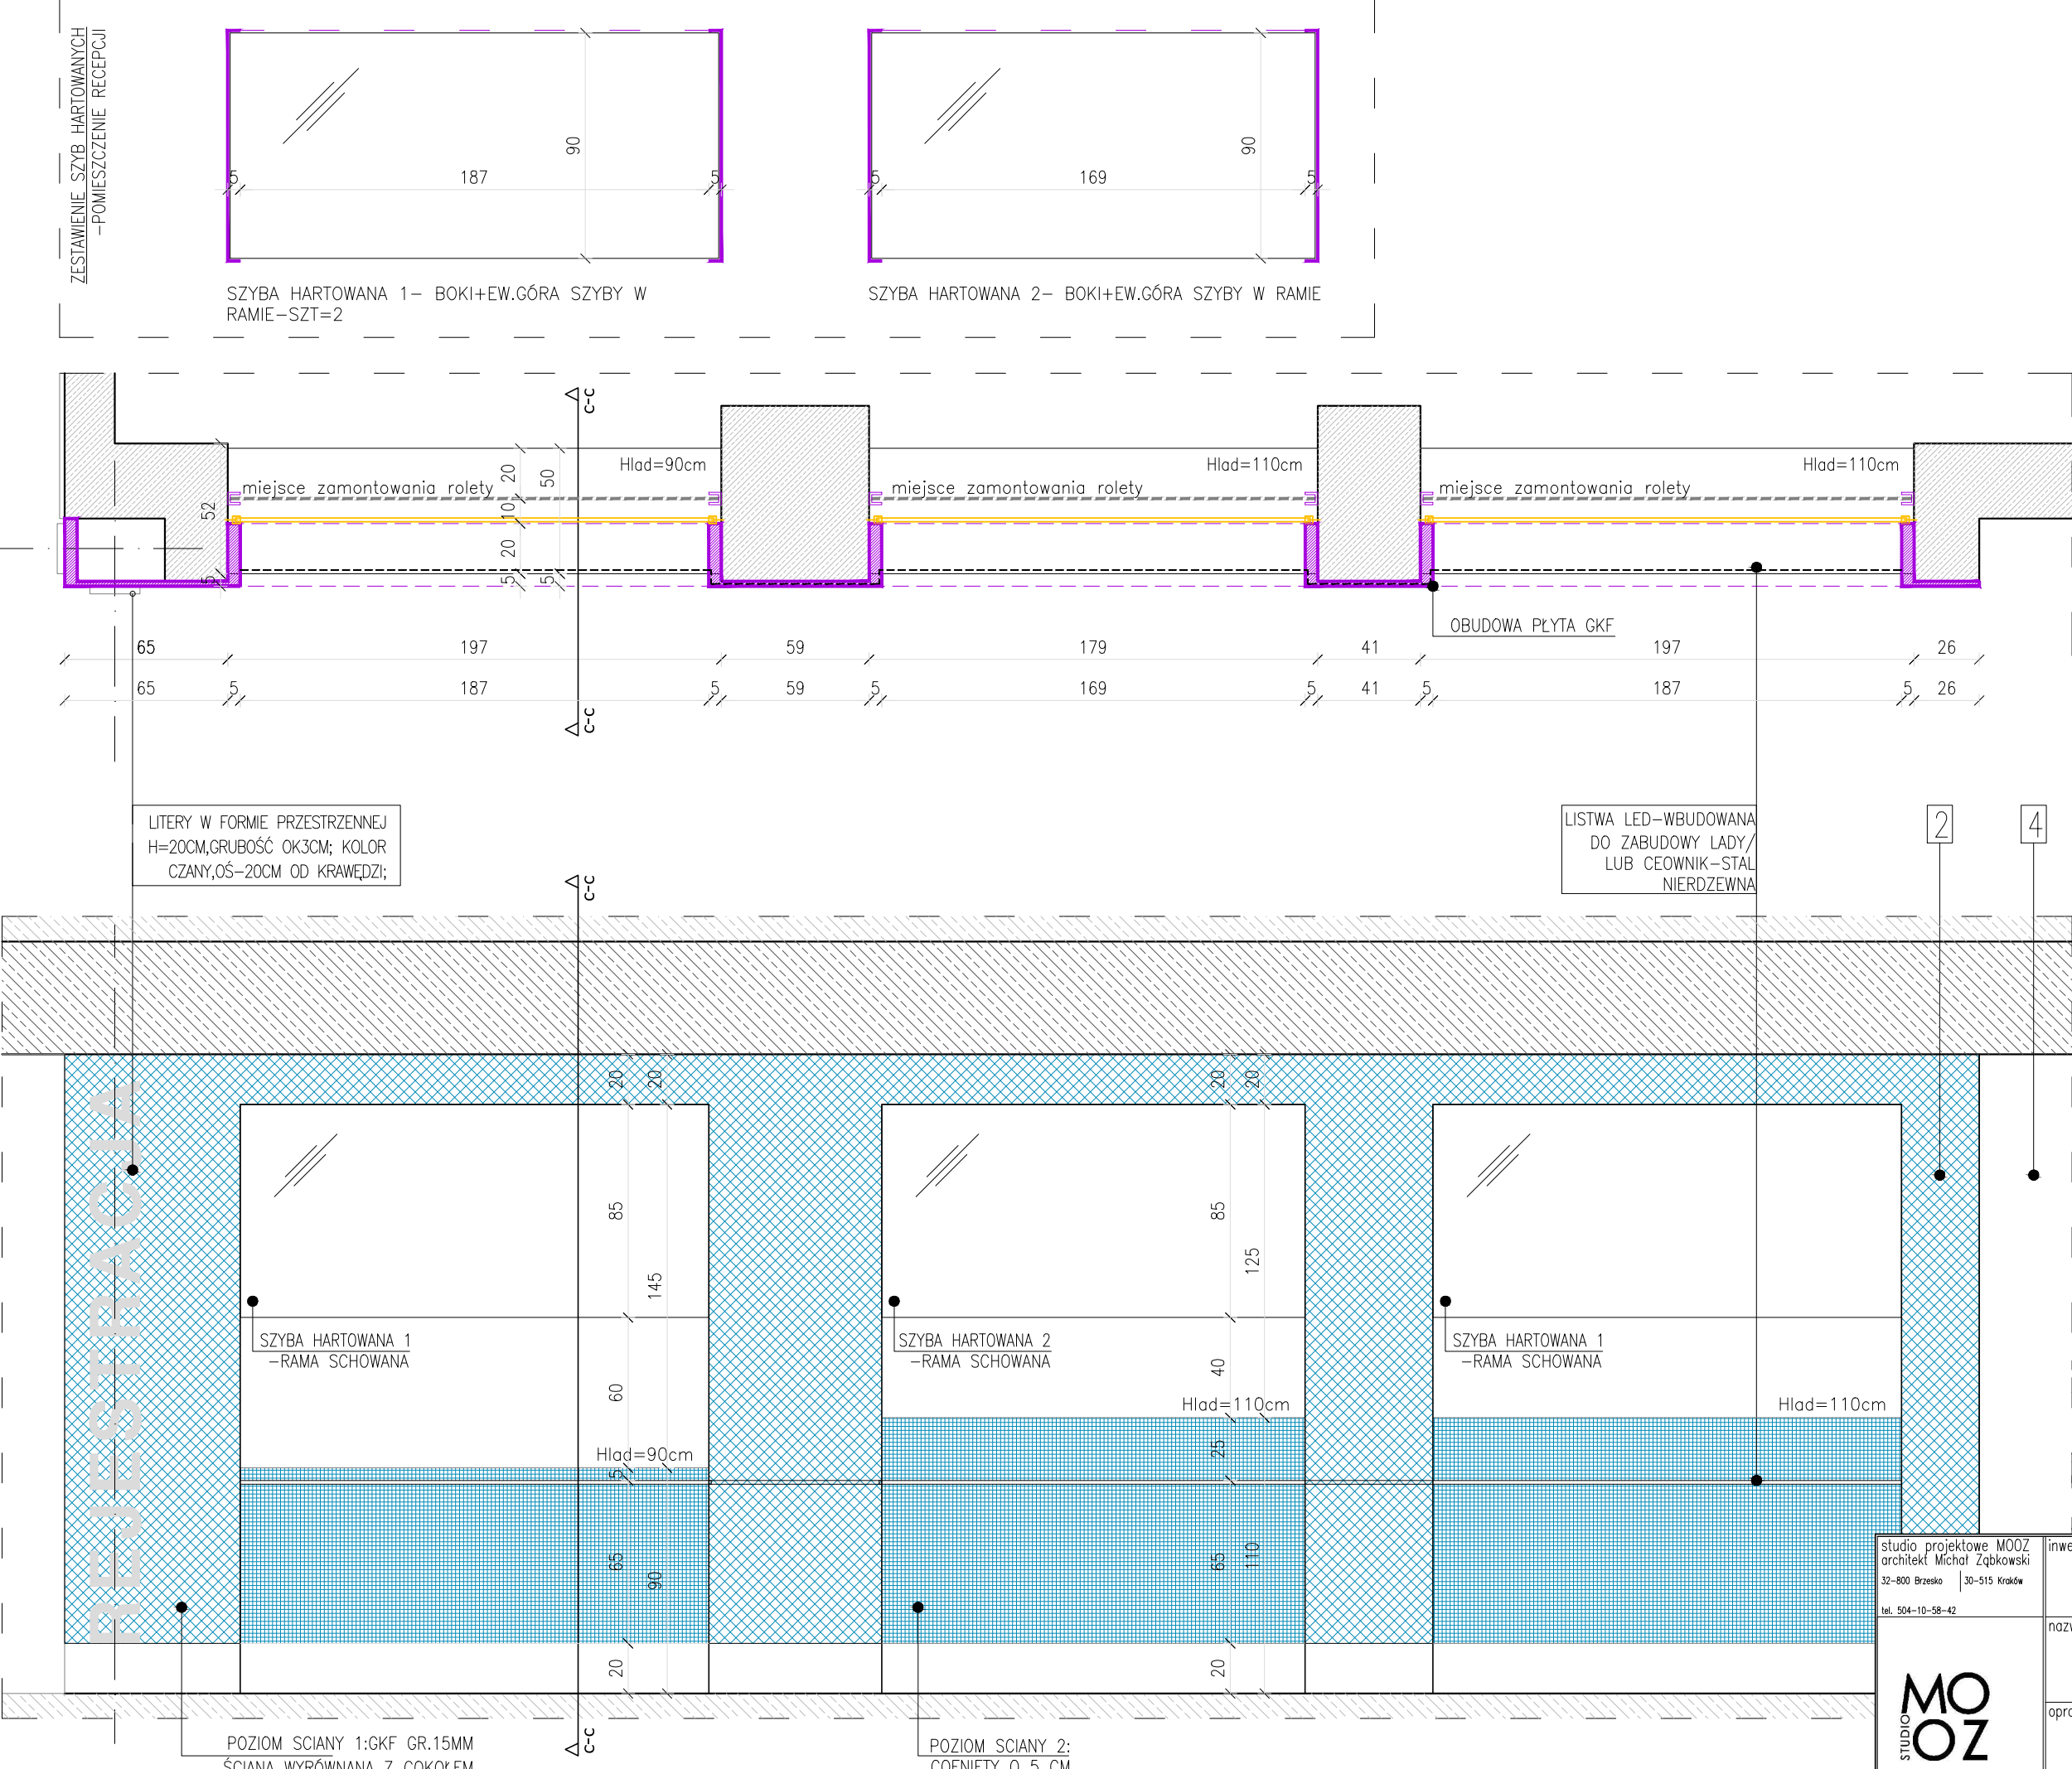 ZESTAWIENIE SZYB HARTOWANYCH
-POMIESZCZENIE RECEPCJI
90
5
187
5
90
5
169
5
SZYBA HARTOWANA 1- BOKI+EW.GÓRA SZYBY W
RAMIE-SZT=2
SZYBA HARTOWANA 2- BOKI+EW.GÓRA SZYBY W RAMIE
C-C
Hlad=90cm
Hlad=110cm
Hlad=110cm
miejsce zamontowania rolety
miejsce zamontowania rolety
miejsce zamontowania rolety
52
5
20
10
20
5
50
5
OBUDOWA PŁYTA GKF
65
197
59
179
41
197
26
65
5
187
5
59
5
169
5
41
5
187
5
26
C-C
LITERY W FORMIE PRZESTRZENNEJ
H=20CM,GRUBOŚĆ OK3CM; KOLOR
CZANY,OŚ-20CM OD KRAWĘDZI;
LISTWA LED-WBUDOWANA
DO ZABUDOWY LADY/
LUB CEOWNIK-STAL
NIERDZEWNA
2
4
C-C
REJESTRACJA
20
20
85
145
60
5
65
90
20
20
20
85
125
40
25
65
110
20
SZYBA HARTOWANA 1
-RAMA SCHOWANA
SZYBA HARTOWANA 2
-RAMA SCHOWANA
SZYBA HARTOWANA 1
-RAMA SCHOWANA
Hlad=90cm
Hlad=110cm
Hlad=110cm
POZIOM SCIANY 1:GKF GR.15MM
ŚCIANA WYRÓWNANA Z COKOŁEM
C-C
POZIOM SCIANY 2:
COFNIĘTY O 5 CM
studio projektowe MOOZ
architekt Michał Ząbkowski
32-800 Brzesko
30-515 Kraków
tel. 504-10-58-42
STUDIO
MO
OZ